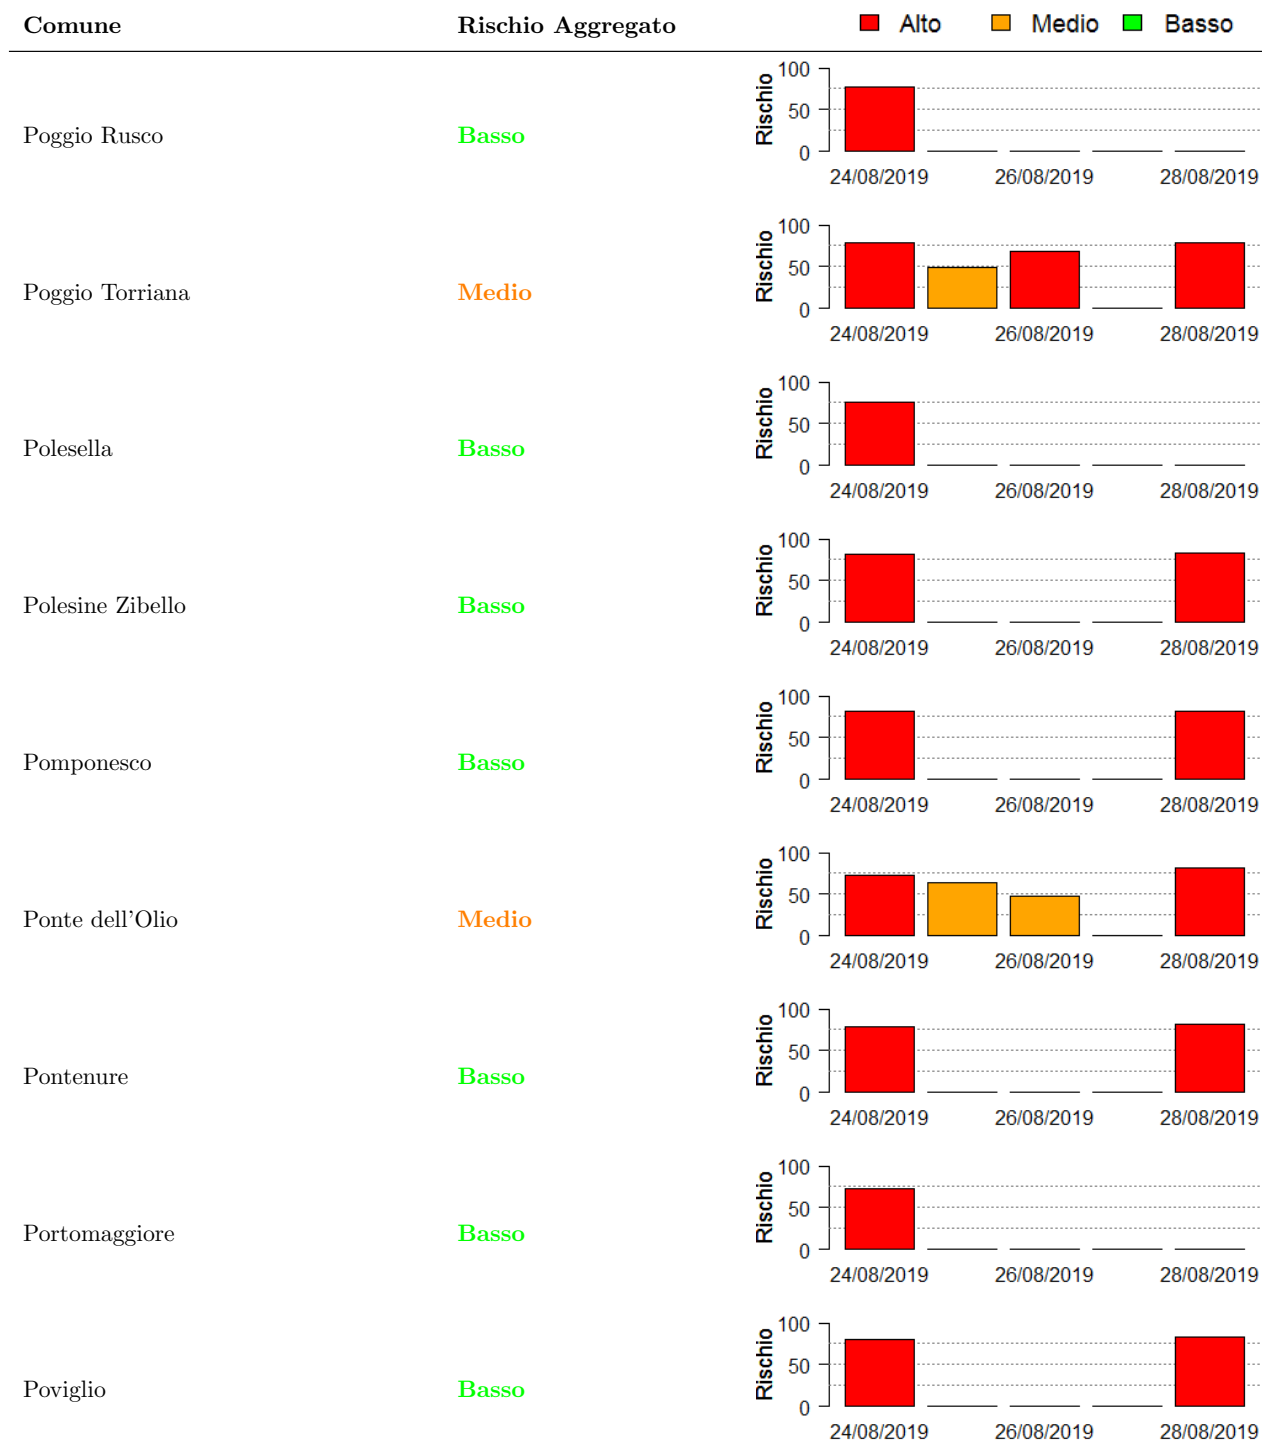 Comune Rischio Aggregato Alto Medio Basso
Poggio Rusco Basso Rischio 100 50 0
24/08/2019 26/08/2019 28/08/2019
Poggio Torriana Medio Rischio 100 50 0
24/08/2019 26/08/2019 28/08/2019
Polesella Basso Rischio 100 50 0
24/08/2019 26/08/2019 28/08/2019
Polesine Zibello Basso Rischio 100 50 0
24/08/2019 26/08/2019 28/08/2019
Pomponesco Basso Rischio 100 50 0
24/08/2019 26/08/2019 28/08/2019
Ponte dell'Olio Medio Rischio 100 50 0
24/08/2019 26/08/2019 28/08/2019
Pontenure Basso Rischio 100 50 0
24/08/2019 26/08/2019 28/08/2019
Portomaggiore Basso Rischio 100 50 0
24/08/2019 26/08/2019 28/08/2019
Poviglio Basso Rischio 100 50 0
24/08/2019 26/08/2019 28/08/2019